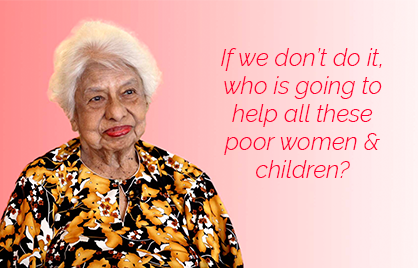 If we don't do it,
who is going to
help all these
poor women &
children?